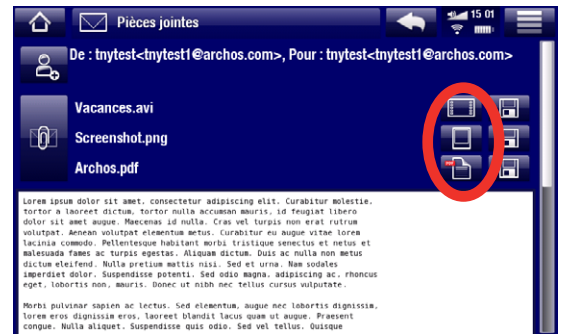 Pièces jointes
15 01
De : tnytest<tnytest1@archos.com>, Pour : tnytest<tnytest1@archos.com>
Vacances.avi
Screenshot.png
Archos.pdf
PDF
Lorem ipsum dolor sit amet, consectetur adipiscing elit. Curabitur molestie,
tortor a laoreet dictum, tortor nulla accumsan mauris, id feugiat libero
dolor sit amet augue. Maecenas id nulla. Cras vel turpis non erat rutrum
volutpat. Aenean volutpat elementum metus. Curabitur eu augue vitae lorem
lacinia commodo. Pellentesque habitant morbi tristique senectus et netus et
malesuada fames ac turpis egestas. Aliquam dictum. Duis ac nulla non metus
dictum eleifend. Nulla pretium mattis nisi. Sed et urna. Nam sodales
imperdiet dolor. Suspendisse potenti. Sed odio magna, adipiscing ac, rhoncus
eget, lobortis non, mauris. Donec ut nibh nec tellus cursus vulputate.
Morbi pulvinar sapien ac lectus. Sed elementum, augue nec lobortis dignissim,
lorem eros dignissim eros, laoreet blandit lacus quam ut augue. Praesent
congue. Nulla aliquet. Suspendisse quis odio. Sed vel tellus. Quisque